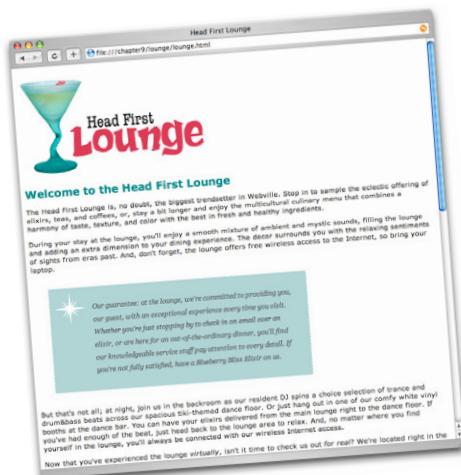 Head First Lounge
file:///chapter9/lounge/lounge.html
Head First
Lounge
Welcome to the Head First Lounge
The Head First Lounge is, no doubt, the biggest trendsetter in Webville. Stop in to sample the eclectic offering of
elixirs, teas, and coffees, or, stay a bit longer and enjoy the multicultural culinary menu that combines a
harmony of taste, texture, and color with the best in fresh and healthy ingredients.
During your stay at the lounge, you'll enjoy a smooth mixture of ambient and mystic sounds, filling the lounge
and adding an extra dimension to your dining experience. The decor surrounds you with the relaxing sentiments
of sights from eras past. And, don't forget, the lounge offers free wireless access to the Internet, so bring your
laptop.
Our guarantee: at the lounge, we're committed to providing you,
our guest, with an exceptional experience every time you visit.
Whether you're just stopping by to check in on email over an
elixir, or are here for an out-of-the-ordinary dinner, you'll find
our knowledgeable service staff pay attention to every detail. If
you're not fully satisfied, have a Blueberry Bliss Elixir on us.
But that's not all; at night, join us in the backroom as our resident DJ spins a choice selection of trance and
drum&bass beats across our spacious tiki-themed dance floor. Or just hang out in one of our comfy white vinyl
booths at the dance bar. You can have your elixirs delivered from the main lounge right to the dance floor. If
you've had enough of the beat, just head back to the lounge area to relax. And, no matter where you find
yourself in the lounge, you'll always be connected with our wireless Internet access.
Now that you've experienced the lounge virtually, isn't it time to check us out for real? We're located right in the